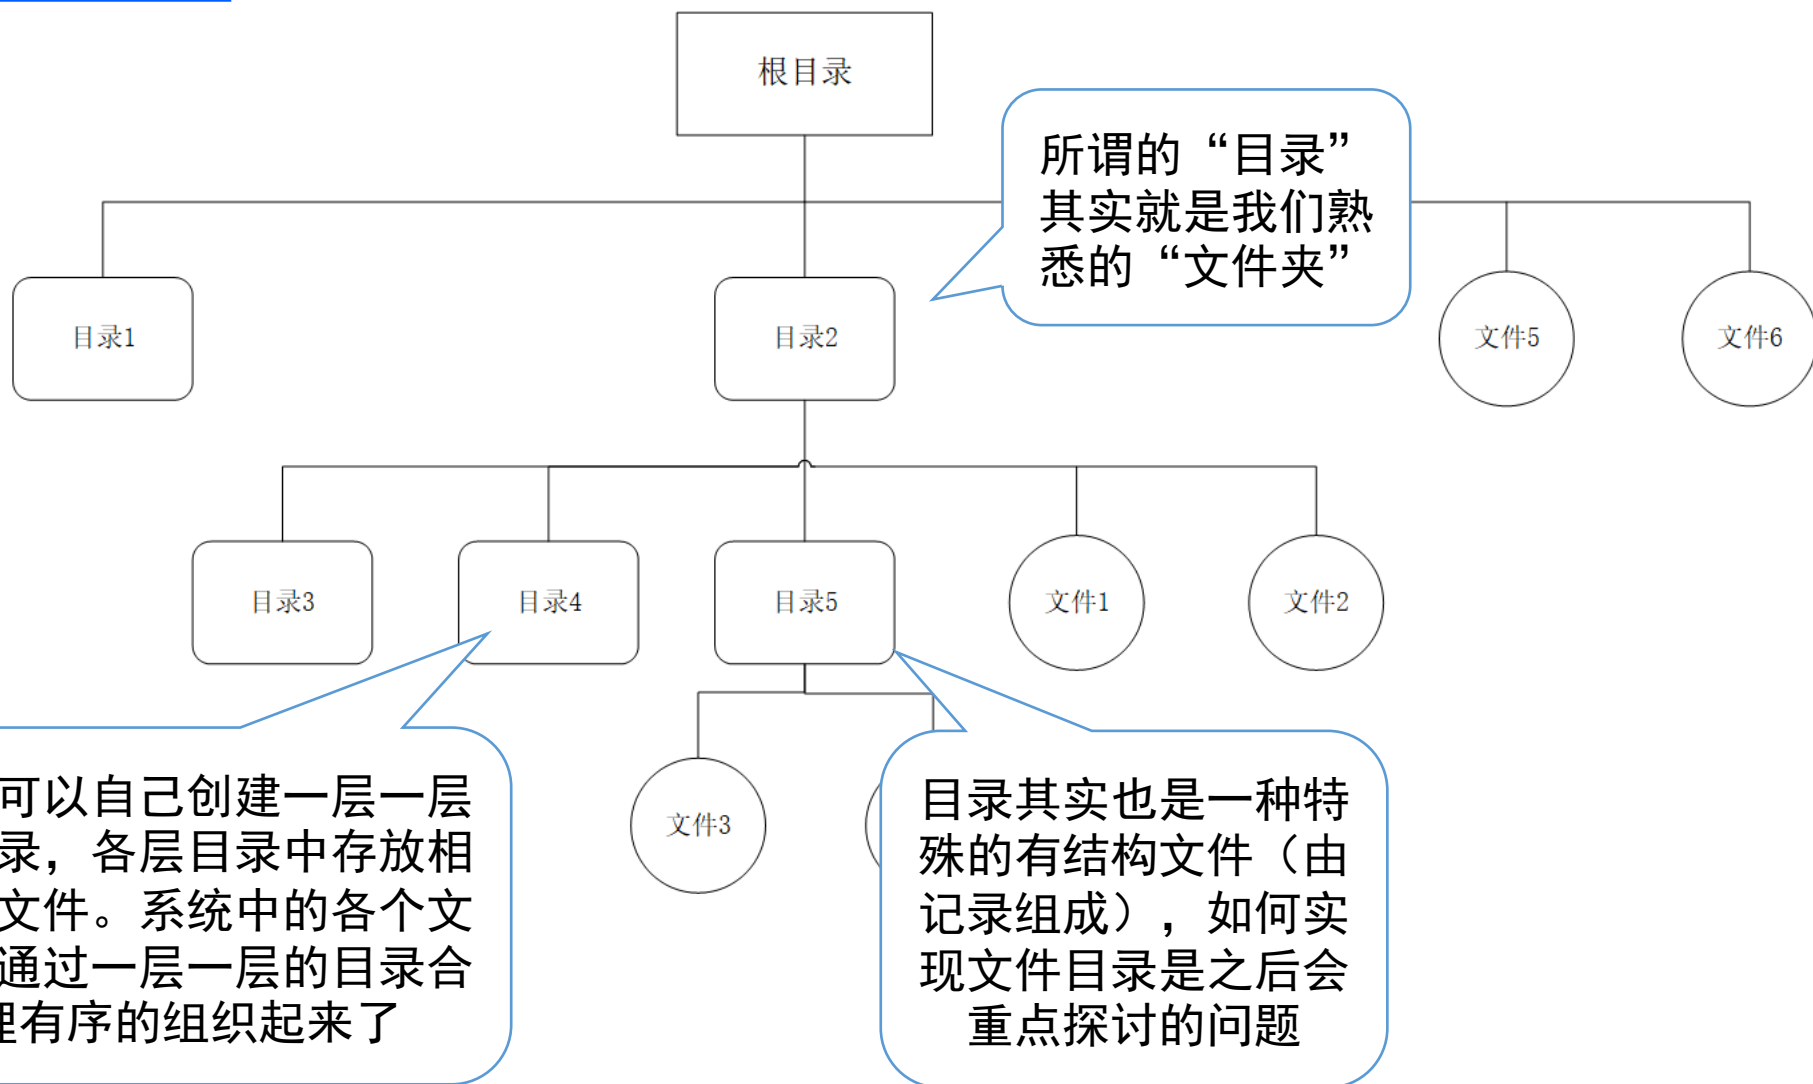 根目录
所谓的“目录”
其实就是我们熟
悉的“文件夹”
目录1
目录2
文件5
文件6
目录3
目录4
目录5
文件1
文件2
可以自己创建一层一层
录，各层目录中存放相
文件。系统中的各个文
通过一层一层的目录合
理有序的组织起来了
文件3
目录其实也是一种特
殊的有结构文件（由
记录组成），如何实
现文件目录是之后会
重点探讨的问题